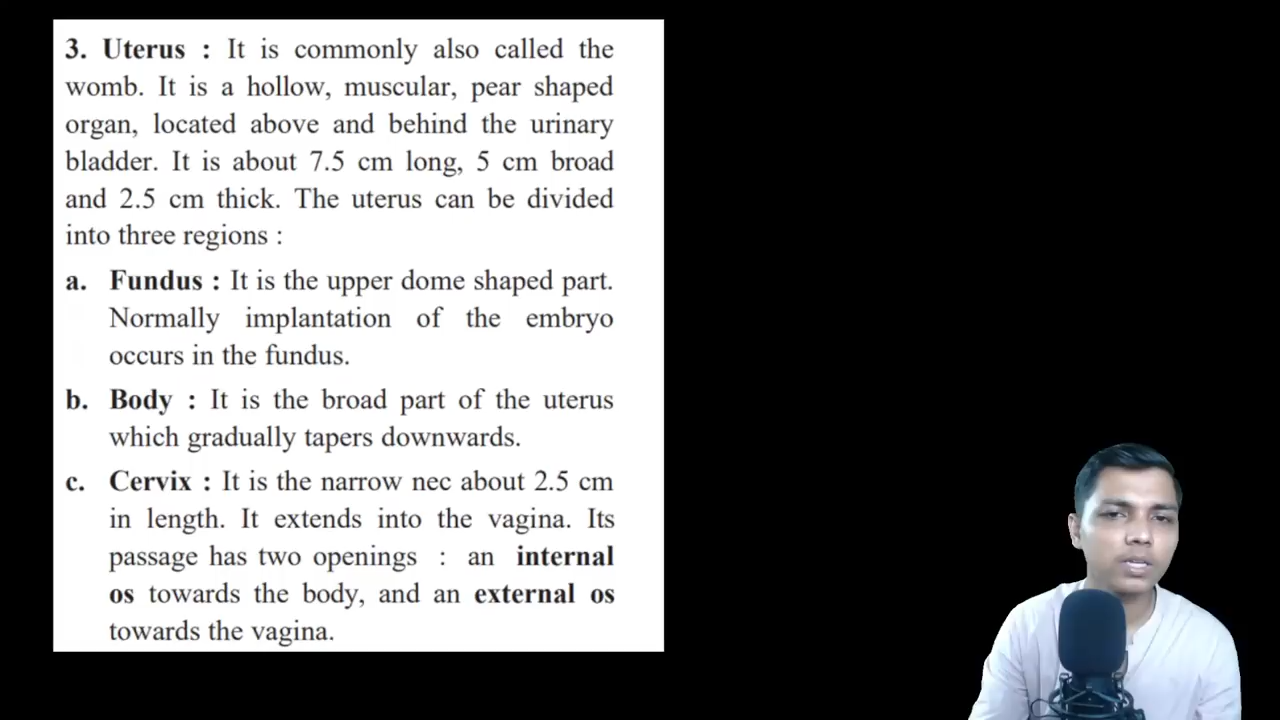 3. Uterus : It is commonly also called the
womb. It is a hollow, muscular, pear shaped
organ, located above and behind the urinary
bladder. It is about 7.5 cm long, 5 cm broad
and 2.5 cm thick. The uterus can be divided
into three regions :
a. Fundus : It is the upper dome shaped part.
Normally implantation of the embryo
occurs in the fundus.
b. Body : It is the broad part of the uterus
which gradually tapers downwards.
c. Cervix : It is the narrow nec about 2.5 cm
in length. It extends into the vagina. Its
passage has two openings : an internal
os towards the body, and an external os
towards the vagina.